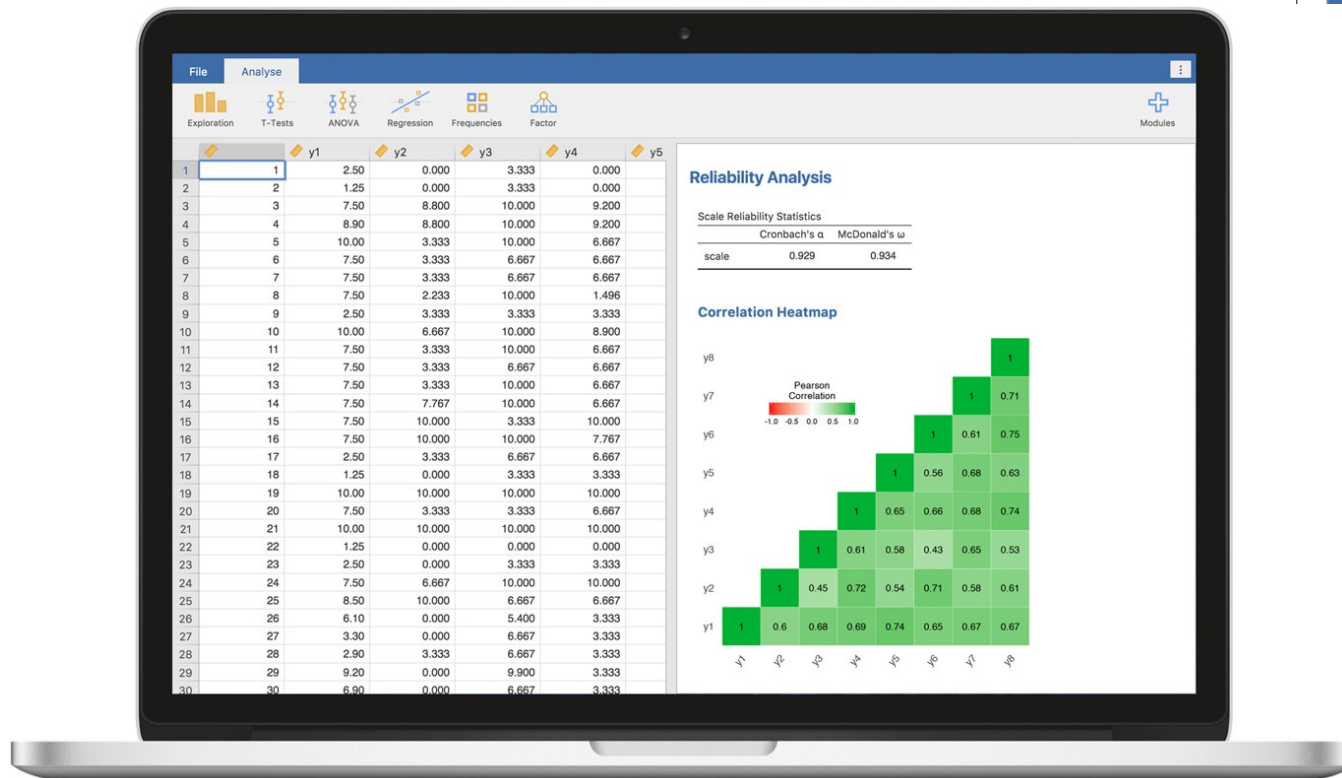 File Analyse
Exploration T-Tests ANOVA Regression Frequencies Factor Modules
y1 y2 y3 y4 y5
1 1 2.50 0.000 3.333 0.000
2 2 1.25 0.000 3.333 0.000
3 3 7.50 8.800 10.000 9.200
4 4 8.90 8.800 10.000 9.200
5 5 10.00 3.333 10.000 6.667
6 6 7.50 3.333 6.667 6.667
7 7 7.50 3.333 6.667 6.667
8 8 7.50 2.233 10.000 1.496
9 9 2.50 3.333 3.333 3.333
10 10 10.00 6.667 10.000 8.900
11 11 7.50 3.333 10.000 6.667
12 12 7.50 3.333 6.667 6.667
13 13 7.50 3.333 10.000 6.667
14 14 7.50 7.767 10.000 6.667
15 15 7.50 10.000 3.333 10.000
16 16 7.50 10.000 10.000 7.767
17 17 2.50 3.333 6.667 6.667
18 18 1.25 0.000 3.333 3.333
19 19 10.00 10.000 10.000 10.000
20 20 7.50 3.333 3.333 6.667
21 21 10.00 10.000 10.000 10.000
22 22 1.25 0.000 0.000 0.000
23 23 2.50 0.000 3.333 3.333
24 24 7.50 6.667 10.000 10.000
25 25 8.50 10.000 6.667 6.667
26 26 6.10 0.000 5.400 3.333
27 27 3.30 0.000 6.667 3.333
28 28 2.90 3.333 6.667 3.333
29 29 9.20 0.000 9.900 3.333
30 30 6.90 0.000 6.667 3.333
Reliability Analysis
Scale Reliability Statistics
Cronbach's α McDonald's ω
scale 0.929 0.934
Correlation Heatmap
y8 1
Pearson
Correlation
-1.0 -0.5 0.0 0.5 1.0
y7 1 0.71
y6 1 0.61 0.75
y5 1 0.56 0.68 0.63
y4 1 0.65 0.66 0.68 0.74
y3 1 0.61 0.58 0.43 0.65 0.53
y2 1 0.45 0.72 0.54 0.71 0.58 0.61
y1 1 0.6 0.68 0.69 0.74 0.65 0.67 0.67
y1 y2 y3 y4 y5 y6 y7 y8